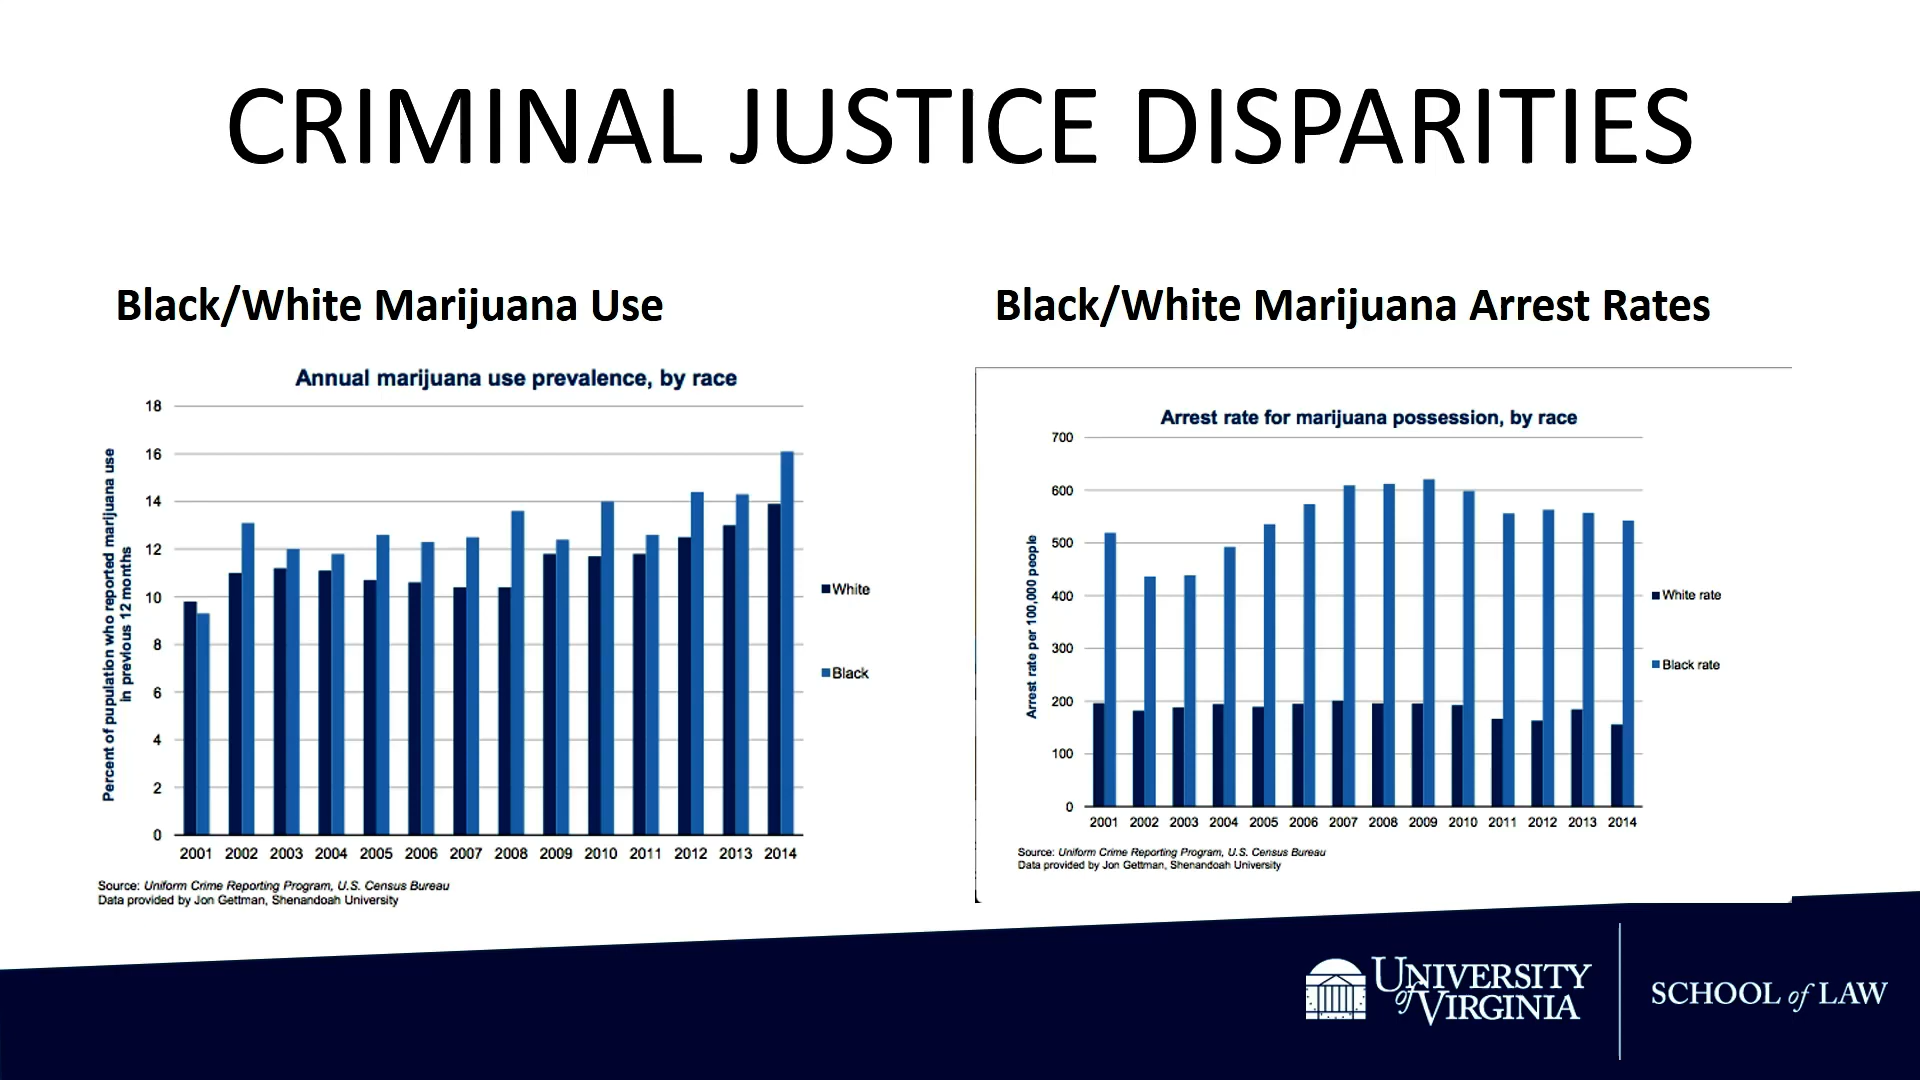 CRIMINAL JUSTICE DISPARITIES
Black/White Marijuana Use
Annual marijuana use prevalence, by race
Percent of pupulation who reported marijuana use
in previous 12 months
18
16
14
12
10
8
6
4
2
0
2001 2002 2003 2004 2005 2006 2007 2008 2009 2010 2011 2012 2013 2014
White
Black
Source: Uniform Crime Reporting Program, U.S. Census Bureau
Data provided by Jon Gettman, Shenandoah University
Black/White Marijuana Arrest Rates
Arrest rate for marijuana possession, by race
Arrest rate per 100,000 people
700
600
500
400
300
200
100
0
2001 2002 2003 2004 2005 2006 2007 2008 2009 2010 2011 2012 2013 2014
White rate
Black rate
Source: Uniform Crime Reporting Program, U.S. Census Bureau
Data provided by Jon Gettman, Shenandoah University
UNIVERSITY
of VIRGINIA
SCHOOL of LAW